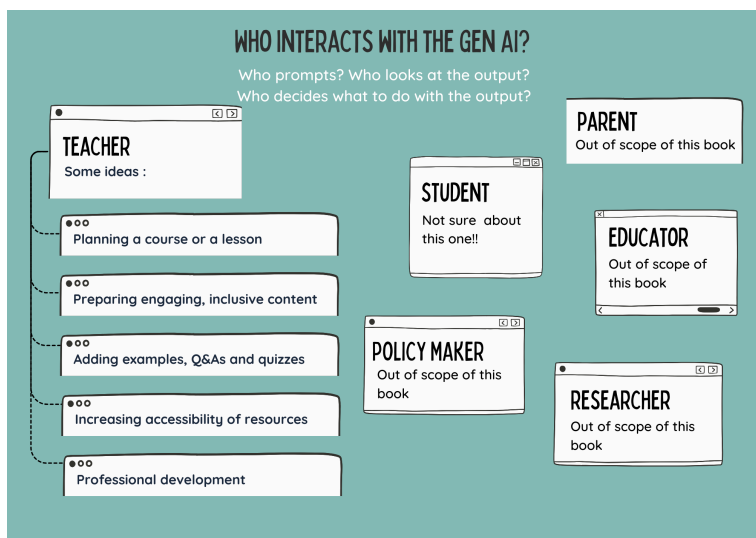 WHO INTERACTS WITH THE GEN AI?
Who prompts? Who looks at the output?
Who decides what to do with the output?
TEACHER
Some ideas :
Planning a course or a lesson
Preparing engaging, inclusive content
Adding examples, Q&As and quizzes
Increasing accessibility of resources
Professional development
STUDENT
Not sure about
this one!!
POLICY MAKER
Out of scope of this
book
PARENT
Out of scope of this book
EDUCATOR
Out of scope of
this book
RESEARCHER
Out of scope of this
book